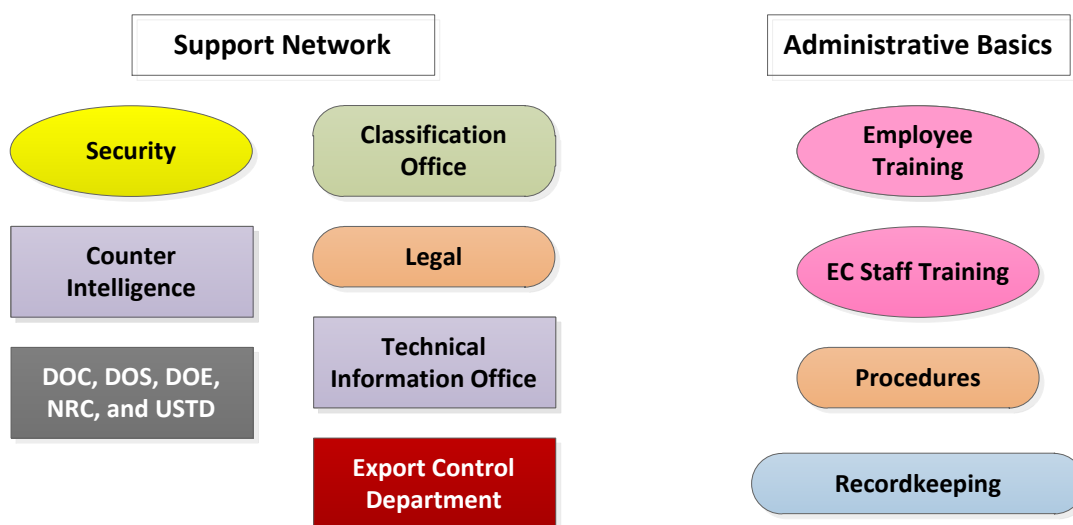 Support Network
Administrative Basics
Security
Classification
Office
Employee
Training
Counter
Intelligence
Legal
EC Staff Training
DOC, DOS, DOE,
NRC, and USTD
Technical
Information Office
Procedures
Export Control
Department
Recordkeeping